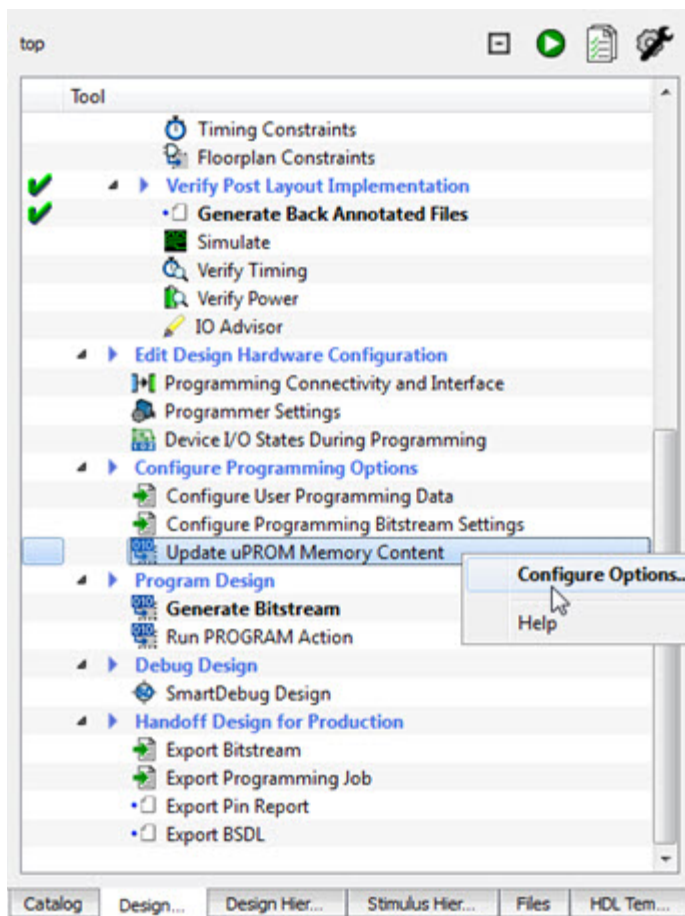 top
Tool
Timing Constraints
Floorplan Constraints
Verify Post Layout Implementation
Generate Back Annotated Files
Simulate
Verify Timing
Verify Power
IO Advisor
Edit Design Hardware Configuration
Programming Connectivity and Interface
Programmer Settings
Device I/O States During Programming
Configure Programming Options
Configure User Programming Data
Configure Programming Bitstream Settings
Update uPROM Memory Content
Configure Options...
Program Design
Generate Bitstream
Help
Run PROGRAM Action
Debug Design
SmartDebug Design
Handoff Design for Production
Export Bitstream
Export Programming Job
Export Pin Report
Export BSDL
Catalog Design... Design Hier... Stimulus Hier... Files HDL Tem...